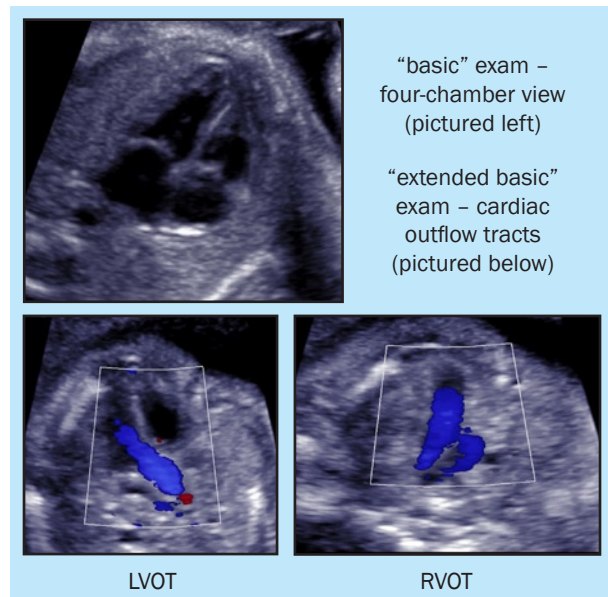 “basic” exam –
four-chamber view
(pictured left)
“extended basic”
exam – cardiac
outflow tracts
(pictured below)
LVOT
RVOT